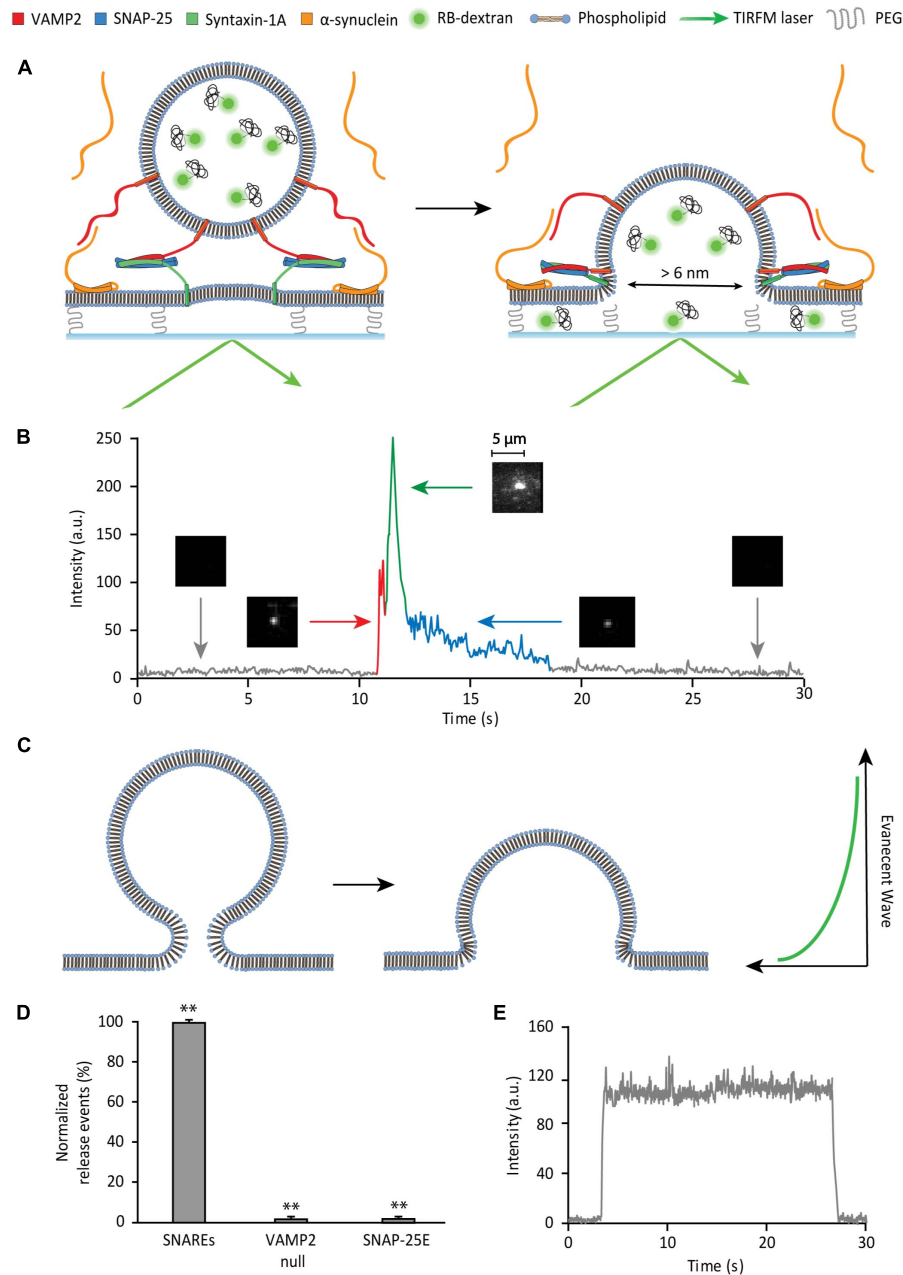 VAMP2 SNAP-25 Syntaxin-1A α-synuclein RB-dextran Phospholipid TIRFM laser PEG
A
> 6 nm
B
Intensity (a.u.)
250
200
150
100
50
0
5 μm
0 5 10 15 20 25 30
Time (s)
C
Evanecent Wave
D
Normalized
release events (%)
100
80
60
40
20
0
** ** **
SNAREs VAMP2 SNAP-25E
null
E
Intensity (a.u.)
160
120
80
40
0
0 10 20 30
Time (s)